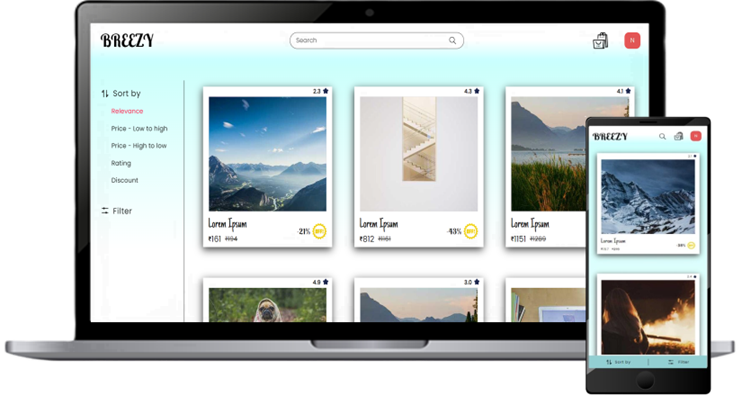 BREEZY
Search
N
Sort by
Relevance
Price - Low to high
Price - High to low
Rating
Discount
Filter
2.3
Lorem Ipsum
₹161 ₹194
-21%
4.3
Lorem Ipsum
₹812 ₹1161
-43%
4.1
Lorem Ipsum
₹1151 ₹1299
4.9
3.0
BREEZY
N
Lorem Ipsum
Sort by
Filter